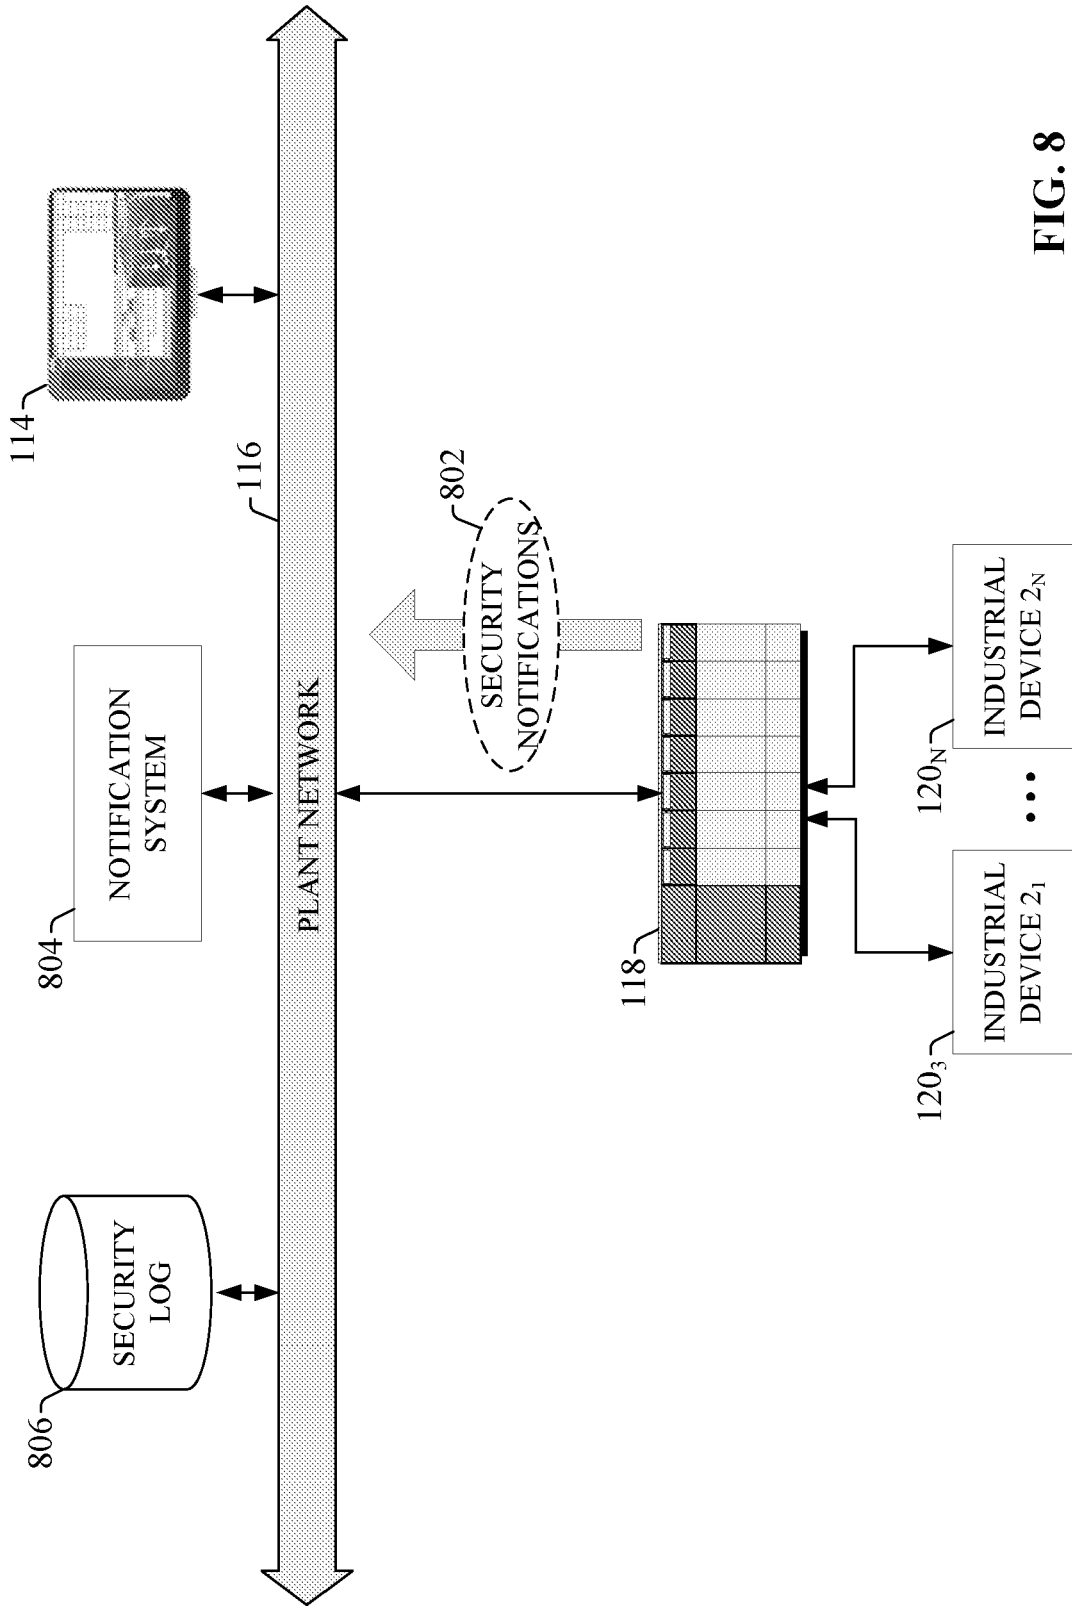 806
SECURITY
LOG
804
NOTIFICATION
SYSTEM
114
116
PLANT NETWORK
802
SECURITY
NOTIFICATIONS
118
120₃
INDUSTRIAL
DEVICE 2₁
120ₙ
INDUSTRIAL
DEVICE 2ₙ
FIG. 8